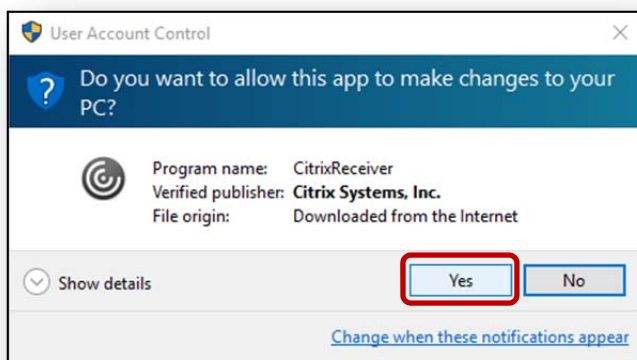 User Account Control
Do you want to allow this app to make changes to your
PC?
Program name: CitrixReceiver
Verified publisher: Citrix Systems, Inc.
File origin: Downloaded from the Internet
Show details
Yes
No
Change when these notifications appear